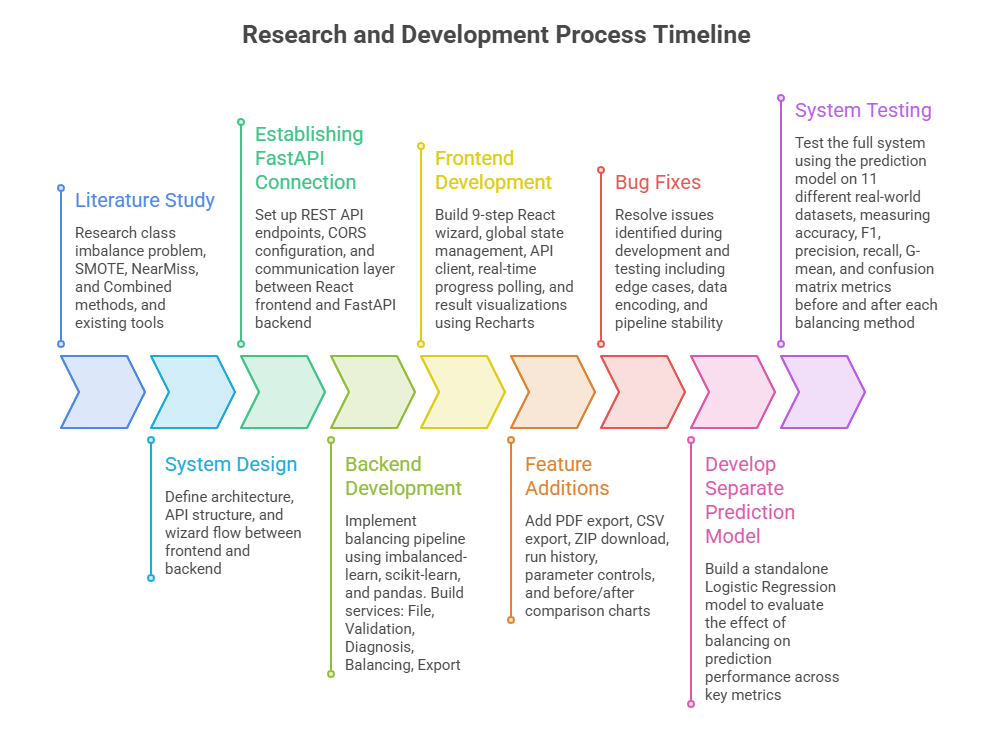 Research and Development Process Timeline
Literature Study
Research class
imbalance problem,
SMOTE, NearMiss,
and Combined
methods, and
existing tools
System Design
Define architecture,
API structure, and
wizard flow between
frontend and
backend
Establishing
FastAPI
Connection
Set up REST API
endpoints, CORS
configuration, and
communication layer
between React
frontend and FastAPI
backend
Backend
Development
Implement
balancing pipeline
using imbalanced-
learn, scikit-learn,
and pandas. Build
services: File,
Validation,
Diagnosis,
Balancing, Export
Frontend
Development
Build 9-step React
wizard, global state
management, API
client, real-time
progress polling, and
result visualizations
using Recharts
Feature
Additions
Add PDF export, CSV
export, ZIP download,
run history,
parameter controls,
and before/after
comparison charts
Bug Fixes
Resolve issues
identified during
development and
testing including
edge cases, data
encoding, and
pipeline stability
Develop
Separate
Prediction
Model
Build a standalone
Logistic Regression
model to evaluate
the effect of
balancing on
prediction
performance across
key metrics
System Testing
Test the full system
using the prediction
model on 11
different real-world
datasets, measuring
accuracy, F1,
precision, recall, G-
mean, and confusion
matrix metrics
before and after each
balancing method